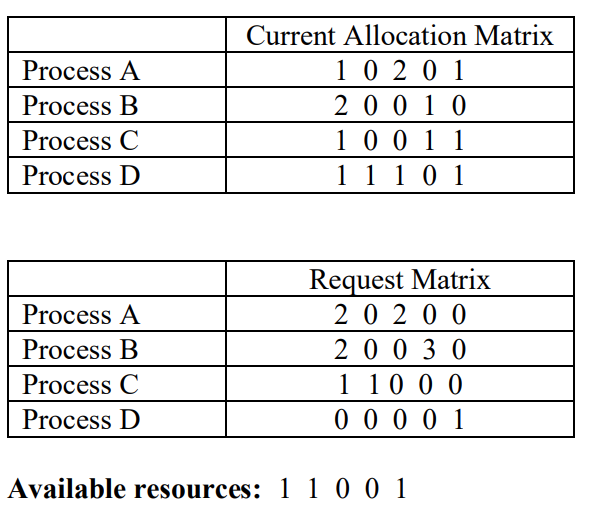 Current Allocation Matrix
Process A 1 0 2 0 1
Process B 2 0 0 1 0
Process C 1 0 0 1 1
Process D 1 1 1 0 1
Request Matrix
Process A 2 0 2 0 0
Process B 2 0 0 3 0
Process C 1 1 0 0 0
Process D 0 0 0 0 1
Available resources: 1 1 0 0 1